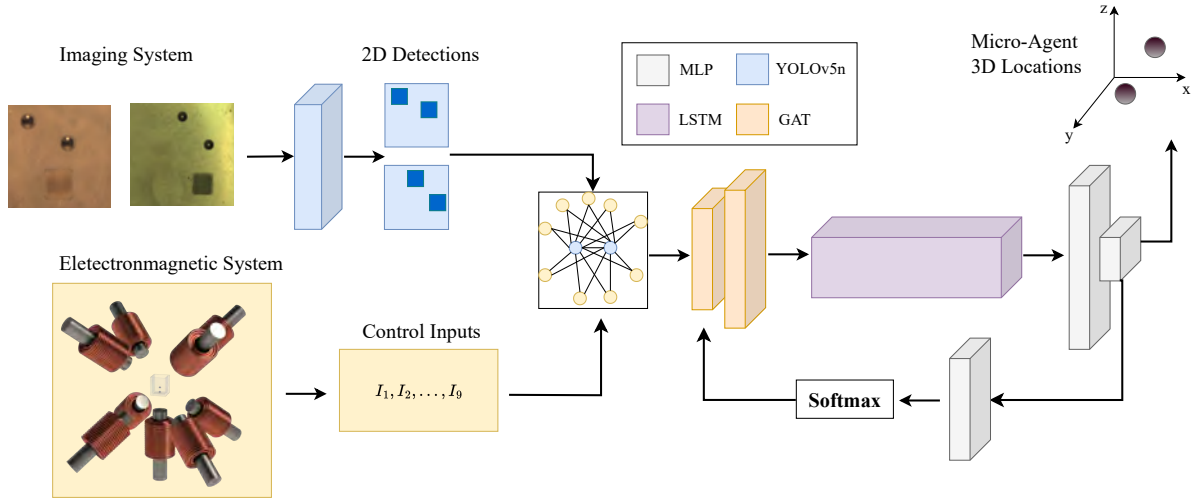 Imaging System
2D Detections
MLP
YOLOv5n
LSTM
GAT
Micro-Agent
3D Locations
z
x
y
Eletectronmagnetic System
Control Inputs
I₁, I₂, . . . , I₉
Softmax